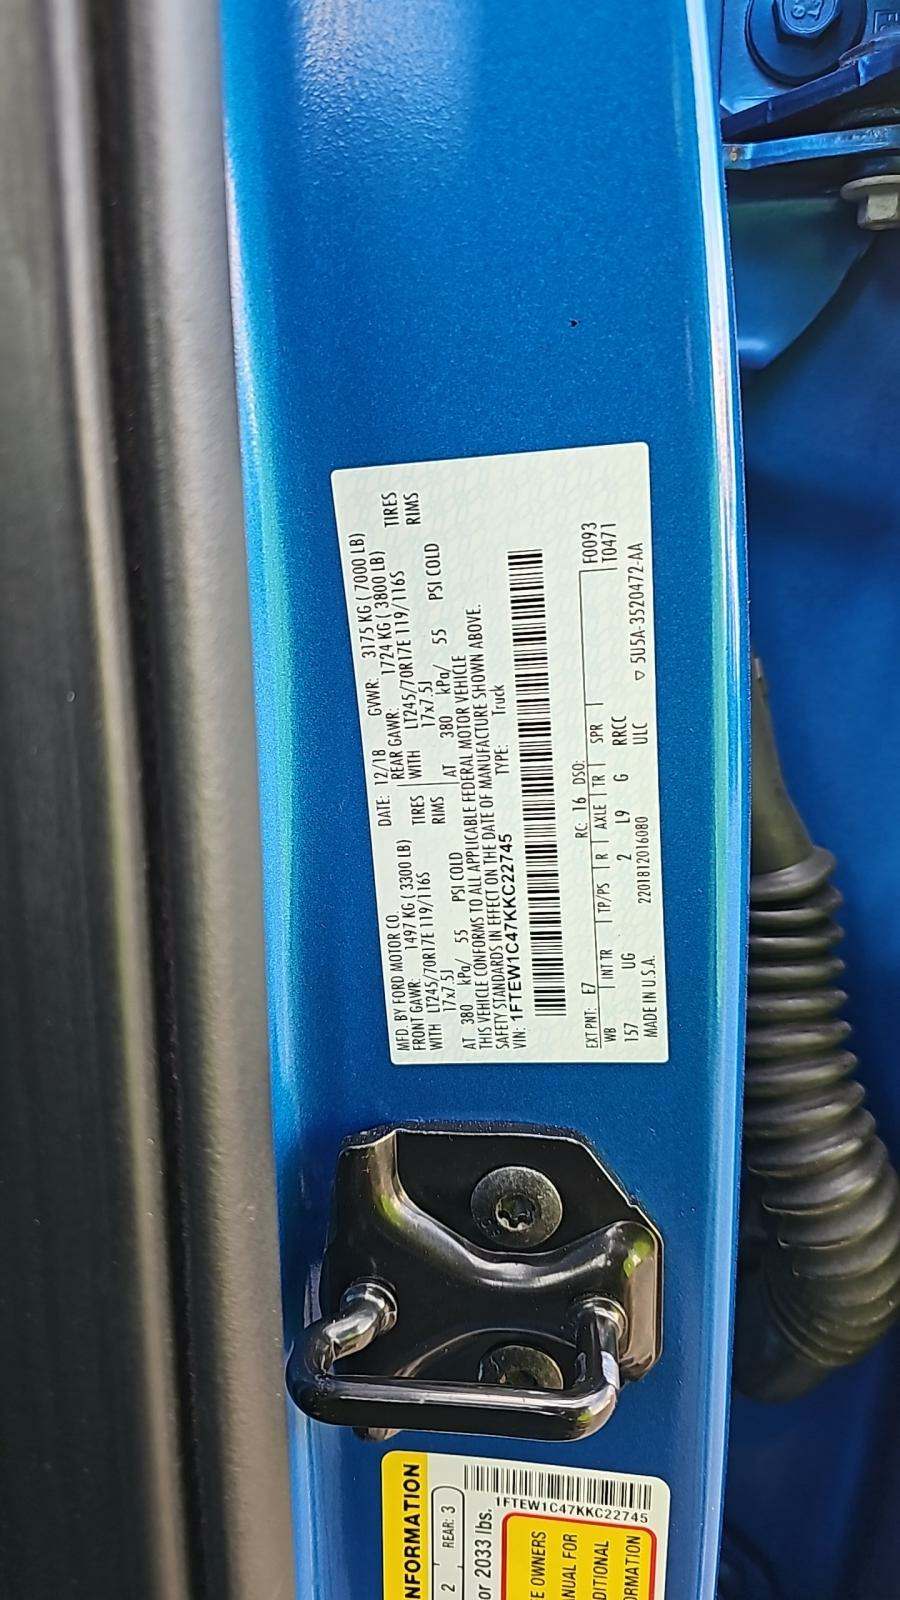 MFD. BY FORD MOTOR CO.
DATE: 12/18 GVWR: 3175 KG ( 7000 LB)
FRONT GAWR: 1497 KG ( 3300 LB) REAR GAWR: 1724 KG ( 3800 LB)
WITH LT245/70R17E 119/116S TIRES WITH LT245/70R17E 119/116S TIRES
17x7.5J RIMS 17x7.5J RIMS
AT 380 kPa/ 55 PSI COLD AT 380 kPa/ 55 PSI COLD
THIS VEHICLE CONFORMS TO ALL APPLICABLE FEDERAL MOTOR VEHICLE
SAFETY STANDARDS IN EFFECT ON THE DATE OF MANUFACTURE SHOWN ABOVE.
VIN: 1FTEW1C47KKC22745 TYPE: Truck
EXT PNT: E7 RC: 16 DSO: F0093
WB INT TR TP/PS R AXLE TR SPR T0471
157 UG 2 L9 G RRCC
MADE IN U.S.A. 2201812016080 ULC ▽ 5U5A-3520472-AA
NFORMATION
2 REAR: 3
or 2033 lbs.
1FTEW1C47KKC22745
E OWNERS
ANUAL FOR
DITIONAL
ORMATION